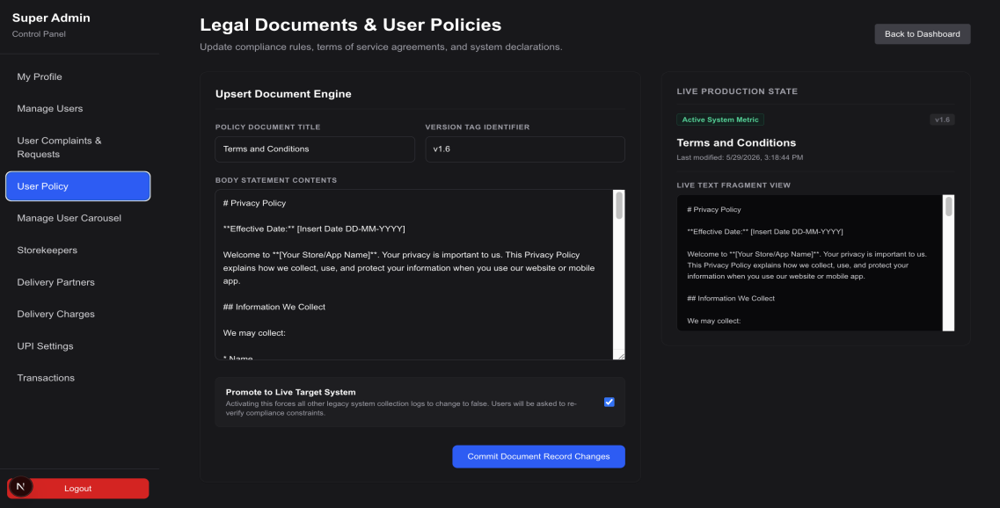 Super Admin
Control Panel
My Profile
Manage Users
User Complaints &
Requests
User Policy
Manage User Carousel
Storekeepers
Delivery Partners
Delivery Charges
UPI Settings
Transactions
N
Logout
Legal Documents & User Policies
Update compliance rules, terms of service agreements, and system declarations.
Back to Dashboard
Upsert Document Engine
POLICY DOCUMENT TITLE
VERSION TAG IDENTIFIER
Terms and Conditions
v1.6
BODY STATEMENT CONTENTS
# Privacy Policy
**Effective Date:** [Insert Date DD-MM-YYYY]
Welcome to **[Your Store/App Name]**. Your privacy is important to us. This Privacy Policy
explains how we collect, use, and protect your information when you use our website or mobile
app.
## Information We Collect
We may collect:
* Name
Promote to Live Target System
Activating this forces all other legacy system collection logs to change to false. Users will be asked to re-
verify compliance constraints.
Commit Document Record Changes
LIVE PRODUCTION STATE
Active System Metric
v1.6
Terms and Conditions
Last modified: 5/29/2026, 3:18:44 PM
LIVE TEXT FRAGMENT VIEW
# Privacy Policy
**Effective Date:** [Insert Date DD-MM-YYYY]
Welcome to **[Your Store/App Name]**. Your privacy is important to us.
This Privacy Policy explains how we collect, use, and protect your
information when you use our website or mobile app.
## Information We Collect
We may collect: